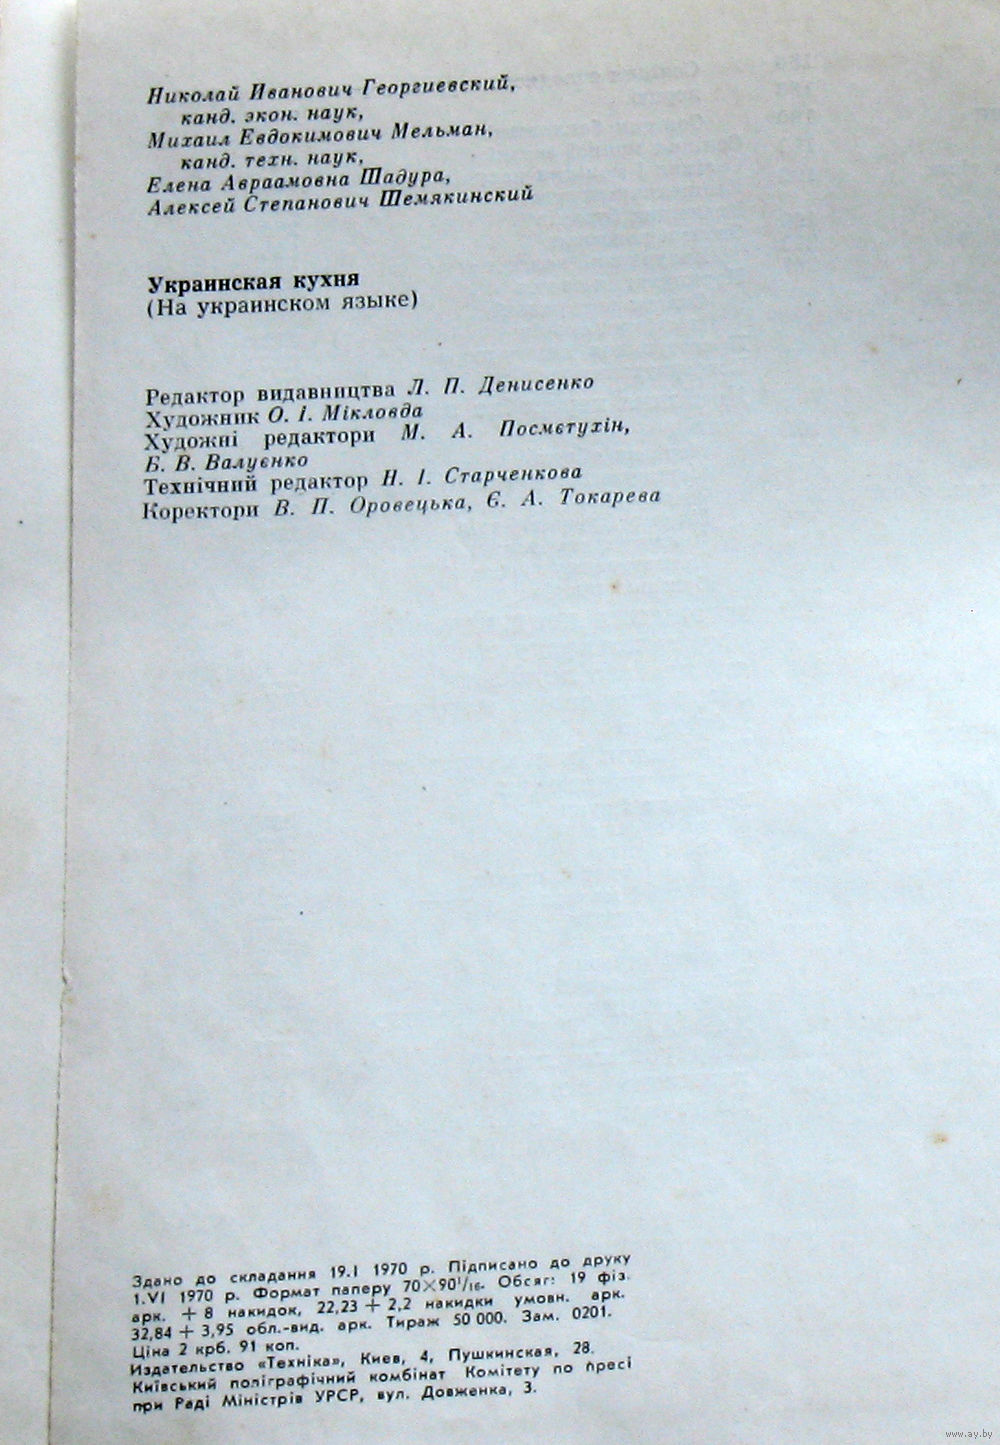 Николай Иванович Георгиевский,
канд. экон. наук,
Михаил Евдокимович Мельман,
канд. техн. наук,
Елена Авраамовна Шадура,
Алексей Степанович Шемякинский
Украинская кухня
(На украинском языке)
Редактор видавництва Л. П. Денисенко
Художник О. І. Мікловда
Художні редактори М. А. Посмєтухін,
Б. В. Валуєнко
Технічний редактор Н. І. Старченкова
Коректори В. П. Оровецька, Є. А. Токарева
Здано до складання 19.I 1970 р. Підписано до друку
1.VI 1970 р. Формат паперу 70×90¹/₁₆. Обсяг: 19 фіз.
арк. + 8 накидок, 22,23 + 2,2 накидки умовн. арк.
32,84 + 3,95 обл.-вид. арк. Тираж 50 000. Зам. 0201.
Ціна 2 крб. 91 коп.
Издательство «Техніка», Киев, 4, Пушкинская, 28.
Київський поліграфічний комбінат Комітету по пресі
при Раді Міністрів УРСР, вул. Довженка, 3.
www.ay.by